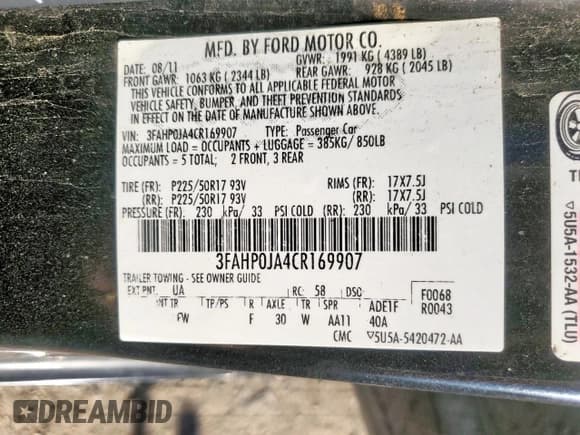 MFD. BY FORD MOTOR CO.
DATE: 08/11 GVWR: 1991 KG ( 4389 LB)
FRONT GAWR: 1063 KG ( 2344 LB) REAR GAWR: 928 KG ( 2045 LB)
THIS VEHICLE CONFORMS TO ALL APPLICABLE FEDERAL MOTOR
VEHICLE SAFETY, BUMPER, AND THEFT PREVENTION STANDARDS
IN EFFECT ON THE DATE OF MANUFACTURE SHOWN ABOVE.
VIN: 3FAHP0JA4CR169907 TYPE: Passenger Car
MAXIMUM LOAD = OCCUPANTS + LUGGAGE = 385KG/ 850LB
OCCUPANTS = 5 TOTAL; 2 FRONT, 3 REAR
TIRE (FR): P225/50R17 93V RIMS (FR): 17X7.5J
(RR): P225/50R17 93V (RR): 17X7.5J
PRESSURE (FR): 230 kPa/ 33 PSI COLD (RR): 230 kPa/ 33 PSI COLD
3FAHP0JA4CR169907
TRAILER TOWING - SEE OWNER GUIDE
EXT PNT: UA RC: 58 DSO: F0068
INT TR TP/PS R AXLE TR SPR ADE1F R0043
FW F 30 W AA11 40A
CMC ▽5U5A-5420472-AA
▽5U5A-1532-AA (TLU)
DREAMBID